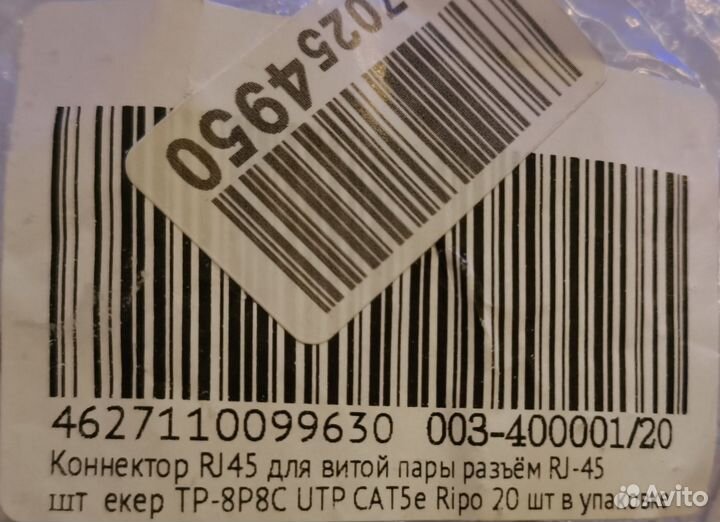 70254950
4627110099630 003-400001/20
Коннектор RJ45 для витой пары разъём RJ-45
шт екер TP-8P8C UTP CAT5e Ripo 20 шт в упаковке
Avito